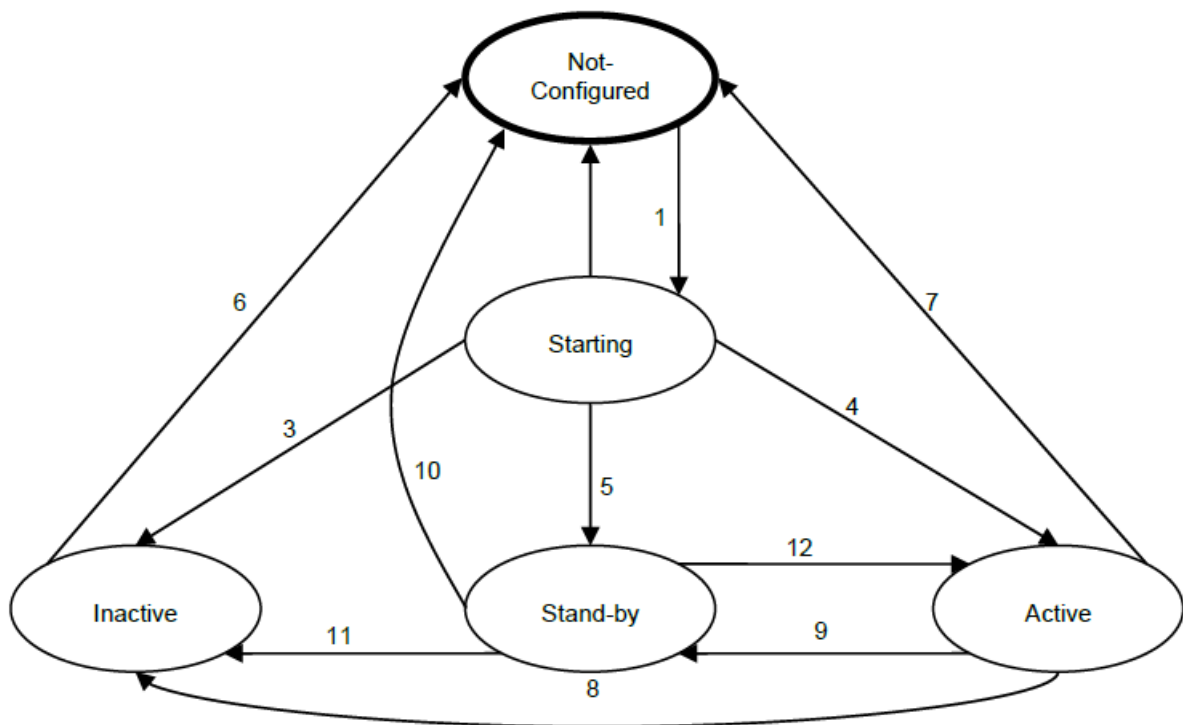 Not-
Configured
1
6
7
Starting
3
4
10
5
12
Inactive
Stand-by
Active
11
9
8